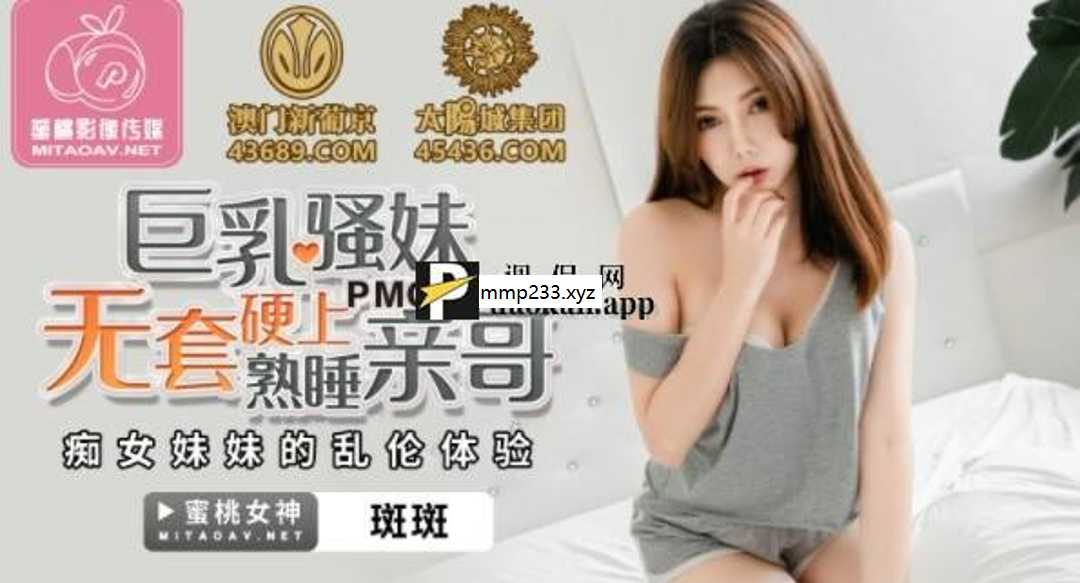 蜜桃影像传媒
MITAOAV.NET
澳门新葡京
43689.COM
太陽城集团
45436.COM
巨乳骚妹
PMC
mmp233.xyz
无套硬上熟睡亲哥
痴女妹妹的乱伦体验
蜜桃女神
MITAOAV.NET
斑斑